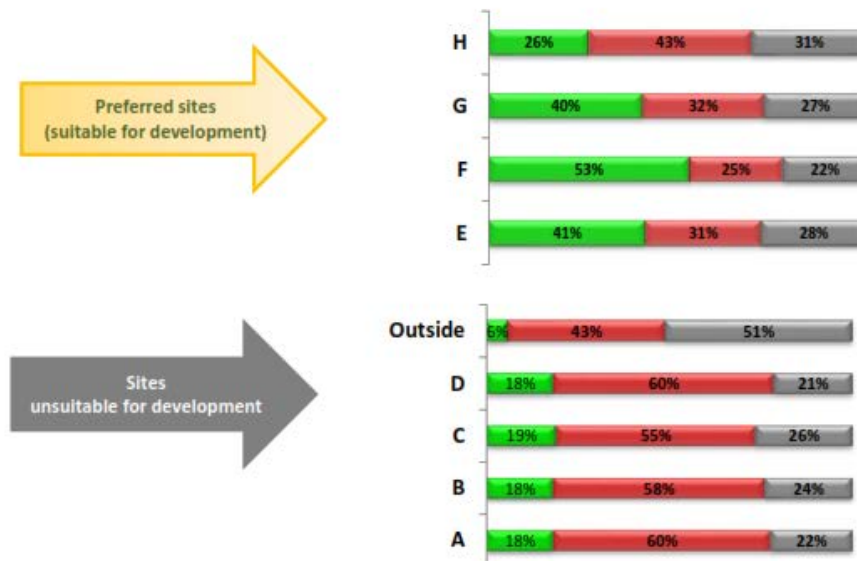 H 26% 43% 31%
Preferred sites
(suitable for development)
G 40% 32% 27%
F 53% 25% 22%
E 41% 31% 28%
Outside 6% 43% 51%
Sites
unsuitable for development
D 18% 60% 21%
C 19% 55% 26%
B 18% 58% 24%
A 18% 60% 22%